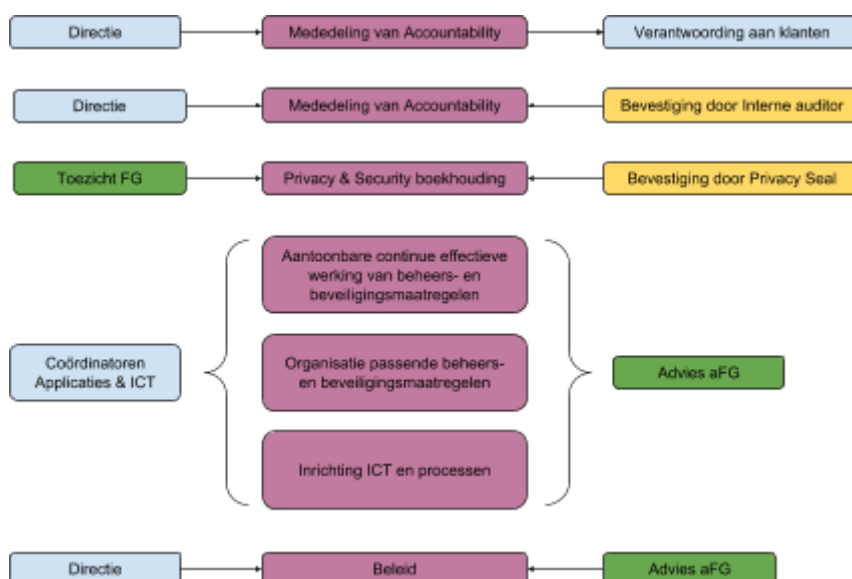 Directie
Mededeling van Accountability
Verantwoording aan klanten
Directie
Mededeling van Accountability
Bevestiging door Interne auditor
Toezicht FG
Privacy & Security boekhouding
Bevestiging door Privacy Seal
Aantoonbare continue effectieve
werking van beheers- en
beveiligingsmaatregelen
Coördinatoren
Applicaties & ICT
Organisatie passende beheers-
en beveiligingsmaatregelen
Advies aFG
Inrichting ICT en processen
Directie
Beleid
Advies aFG